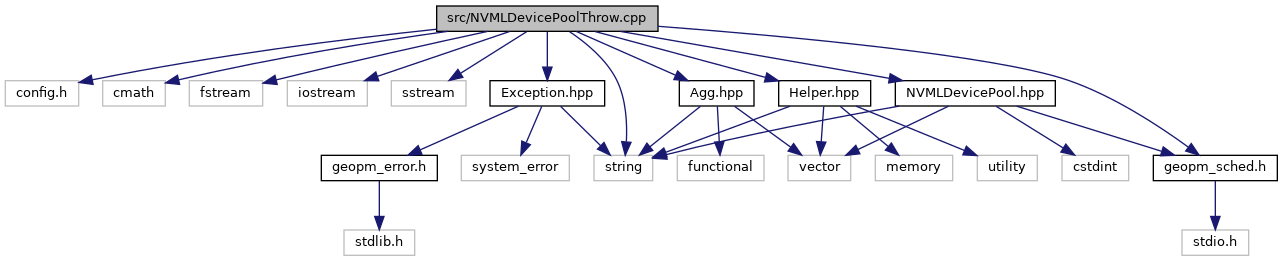 src/NVMLDevicePoolThrow.cpp
config.h
cmath
fstream
iostream
sstream
Exception.hpp
Agg.hpp
Helper.hpp
NVMLDevicePool.hpp
geopm_error.h
system_error
string
functional
vector
memory
utility
cstdint
geopm_sched.h
stdlib.h
stdio.h